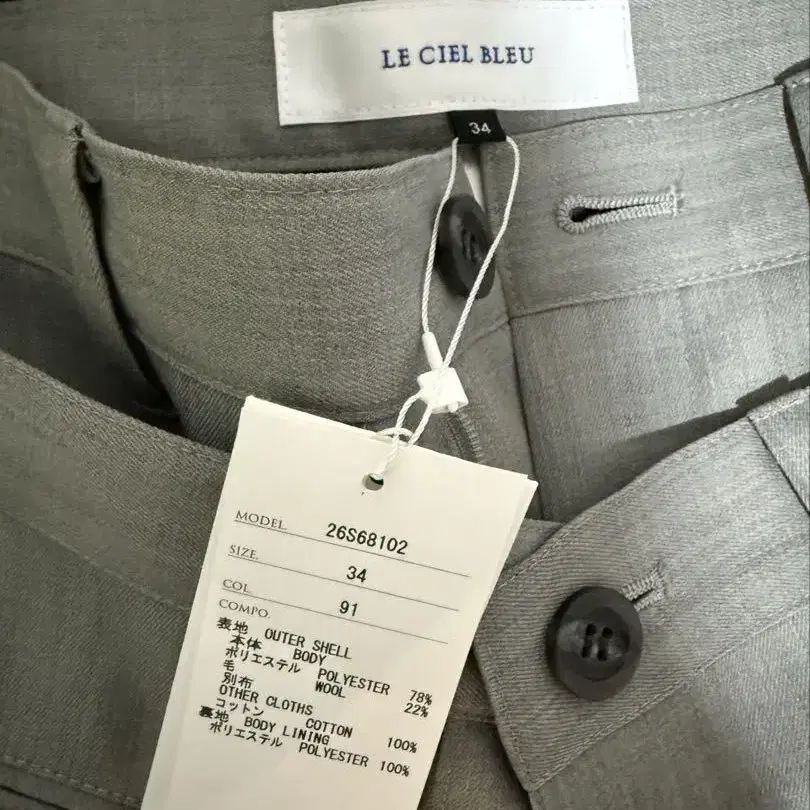 LE CIEL BLEU
34
MODEL. 26S68102
SIZE. 34
COL. 91
COMPO.
表地 OUTER SHELL
本体 BODY
ポリエステル POLYESTER 78%
毛 WOOL 22%
別布 OTHER CLOTHS
コットン COTTON 100%
裏地 BODY LINING
ポリエステル POLYESTER 100%